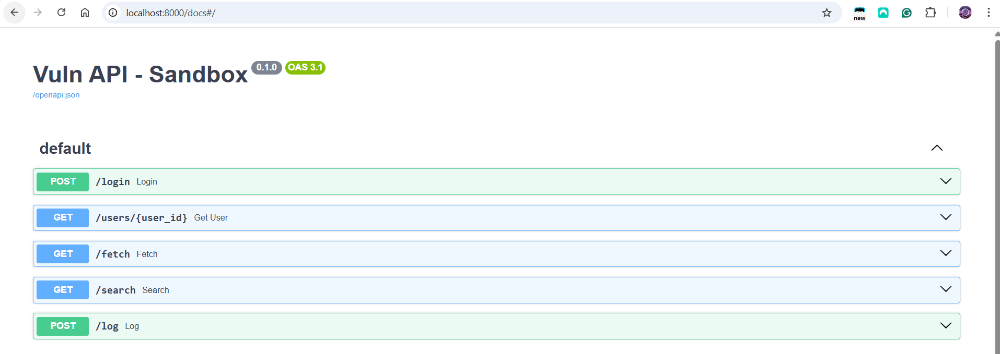 localhost:8000/docs#/
new
Vuln API - Sandbox 0.1.0 OAS 3.1
/openapi.json
default
POST /login Login
GET /users/{user_id} Get User
GET /fetch Fetch
GET /search Search
POST /log Log